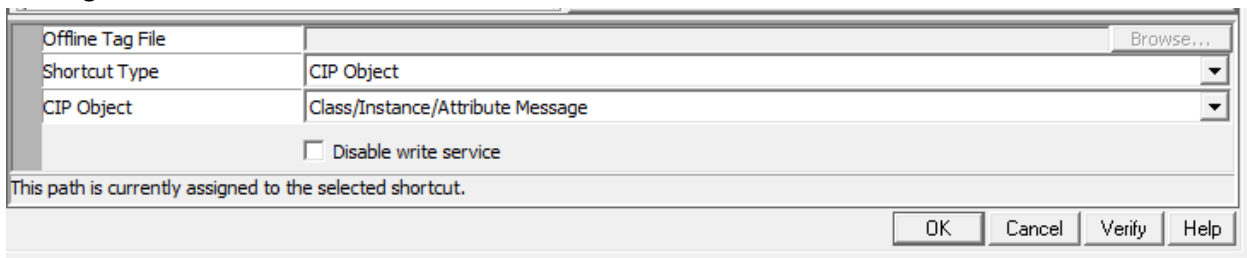 Offline Tag File Browse...
Shortcut Type CIP Object
CIP Object Class/Instance/Attribute Message
Disable write service
This path is currently assigned to the selected shortcut.
OK Cancel Verify Help